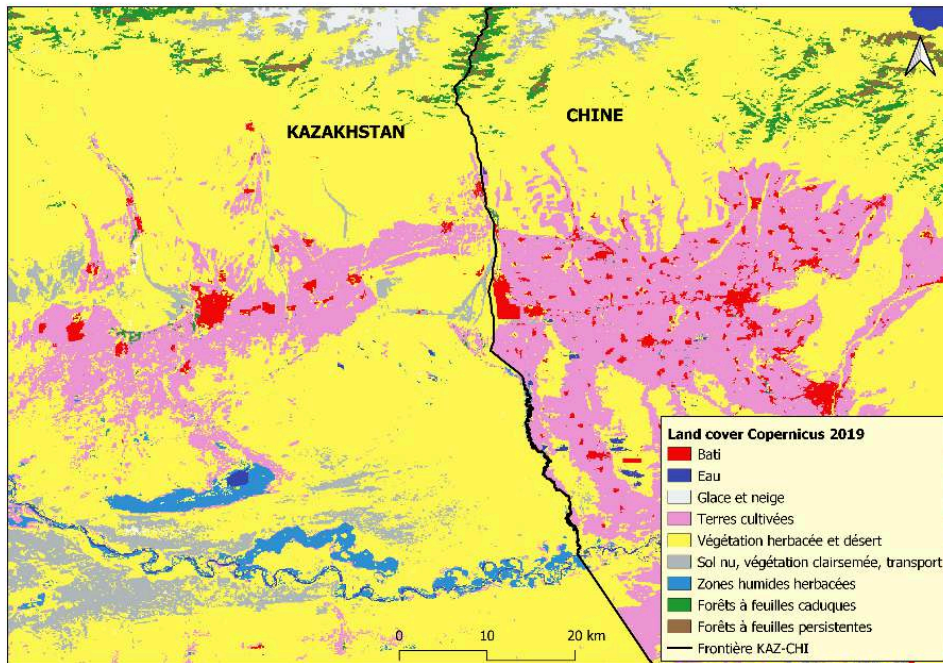 CHINE
KAZAKHSTAN
Land cover Copernicus 2019
Bati
Eau
Glace et neige
Terres cultivées
Végétation herbacée et désert
Sol nu, végétation clairsemée, transport
Zones humides herbacées
Forêts à feuilles caduques
Forêts à feuilles persistentes
Frontière KAZ-CHI
0 10 20 km